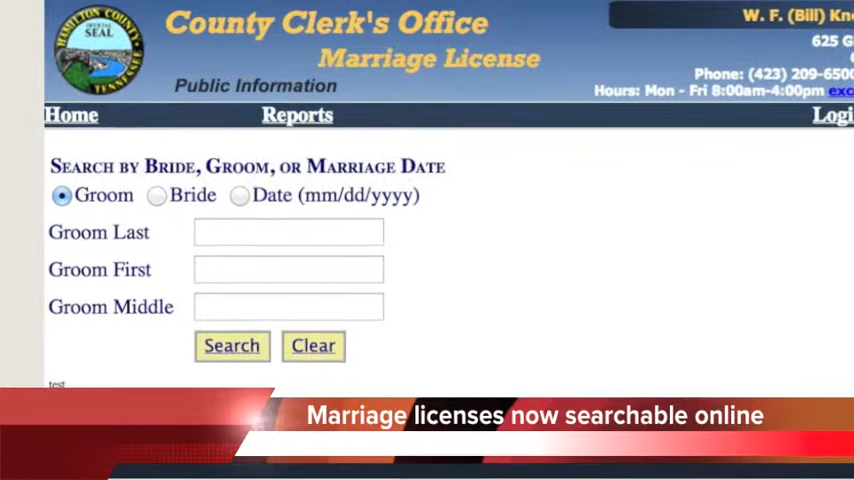 HAMILTON COUNTY
OFFICIAL
SEAL
TENNESSEE
County Clerk's Office
Marriage License
Public Information
W. F. (Bill)
625
Phone: (423) 209-6500
Hours: Mon - Fri 8:00am-4:00pm
Home Reports
SEARCH BY BRIDE, GROOM, OR MARRIAGE DATE
Groom Bride Date (mm/dd/yyyy)
Groom Last
Groom First
Groom Middle
Search Clear
test
Marriage licenses now searchable online